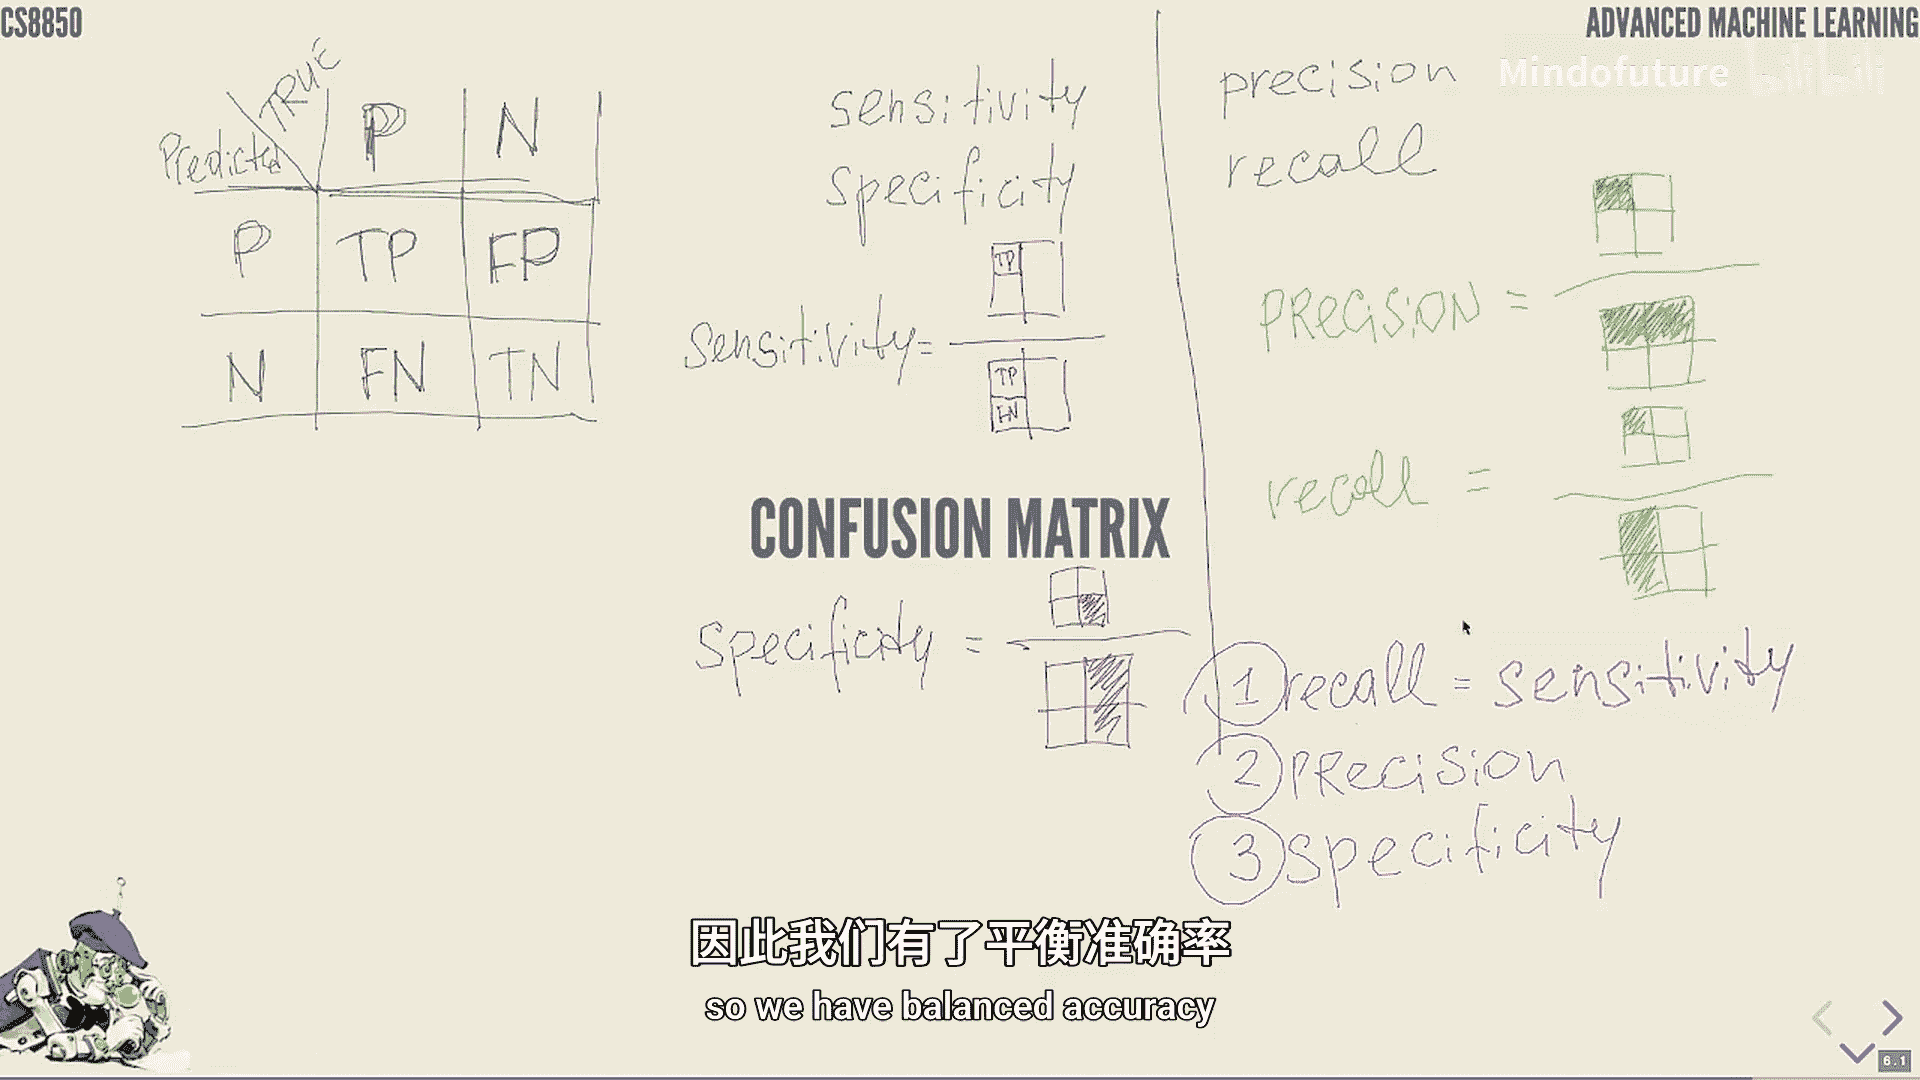 CS8850
ADVANCED MACHINE LEARNING
Mindofuture bilibili
TRUE
Predicted
P
N
P
TP
FP
N
FN
TN
sensitivity
specificity
sensitivity =
TP
TP
FN
CONFUSION MATRIX
specificity =
precision
recall
PRECISION =
recall =
1 recall = sensitivity
2 PRECISION
3 specificity
因此我们有了平衡准确率
so we have balanced accuracy
6.1